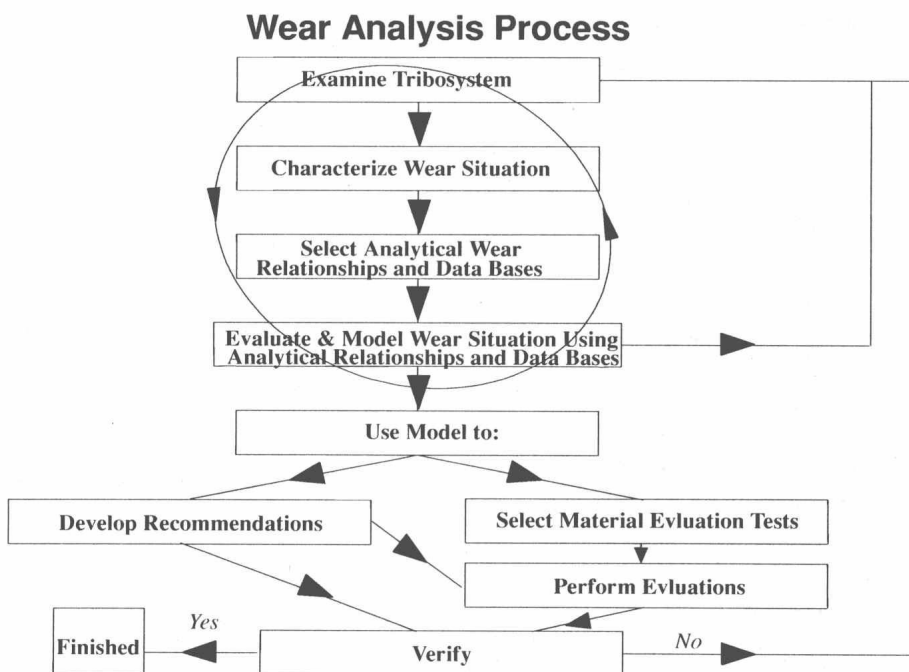 Wear Analysis Process
Examine Tribosystem
Characterize Wear Situation
Select Analytical Wear
Relationships and Data Bases
Evaluate & Model Wear Situation Using
Analytical Relationships and Data Bases
Use Model to:
Develop Recommendations
Select Material Evluation Tests
Perform Evluations
Yes
No
Finished
Verify